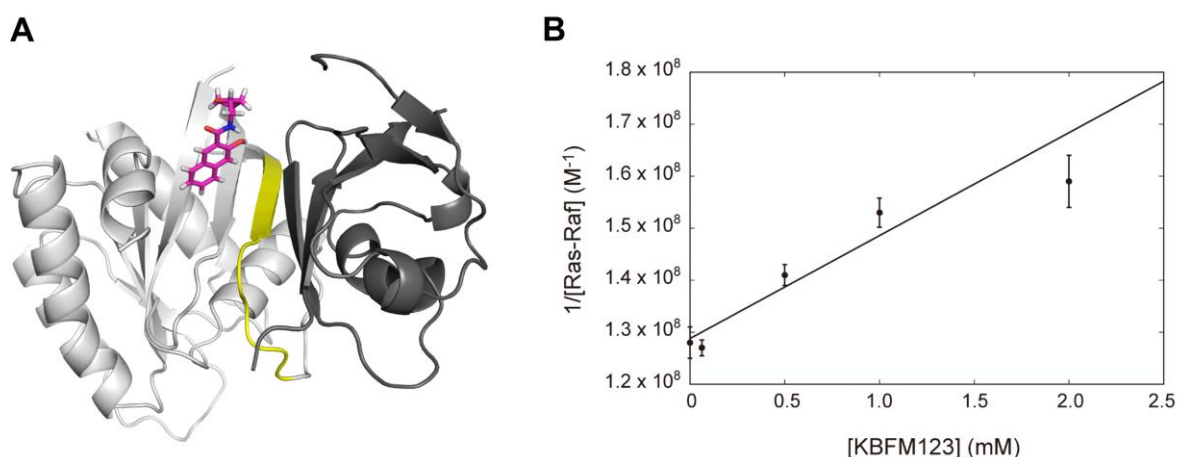 A
B
1/[Ras-Raf] (M⁻¹)
1.8 x 10⁸
1.7 x 10⁸
1.6 x 10⁸
1.5 x 10⁸
1.4 x 10⁸
1.3 x 10⁸
1.2 x 10⁸
0 0.5 1.0 1.5 2.0 2.5
[KBFM123] (mM)